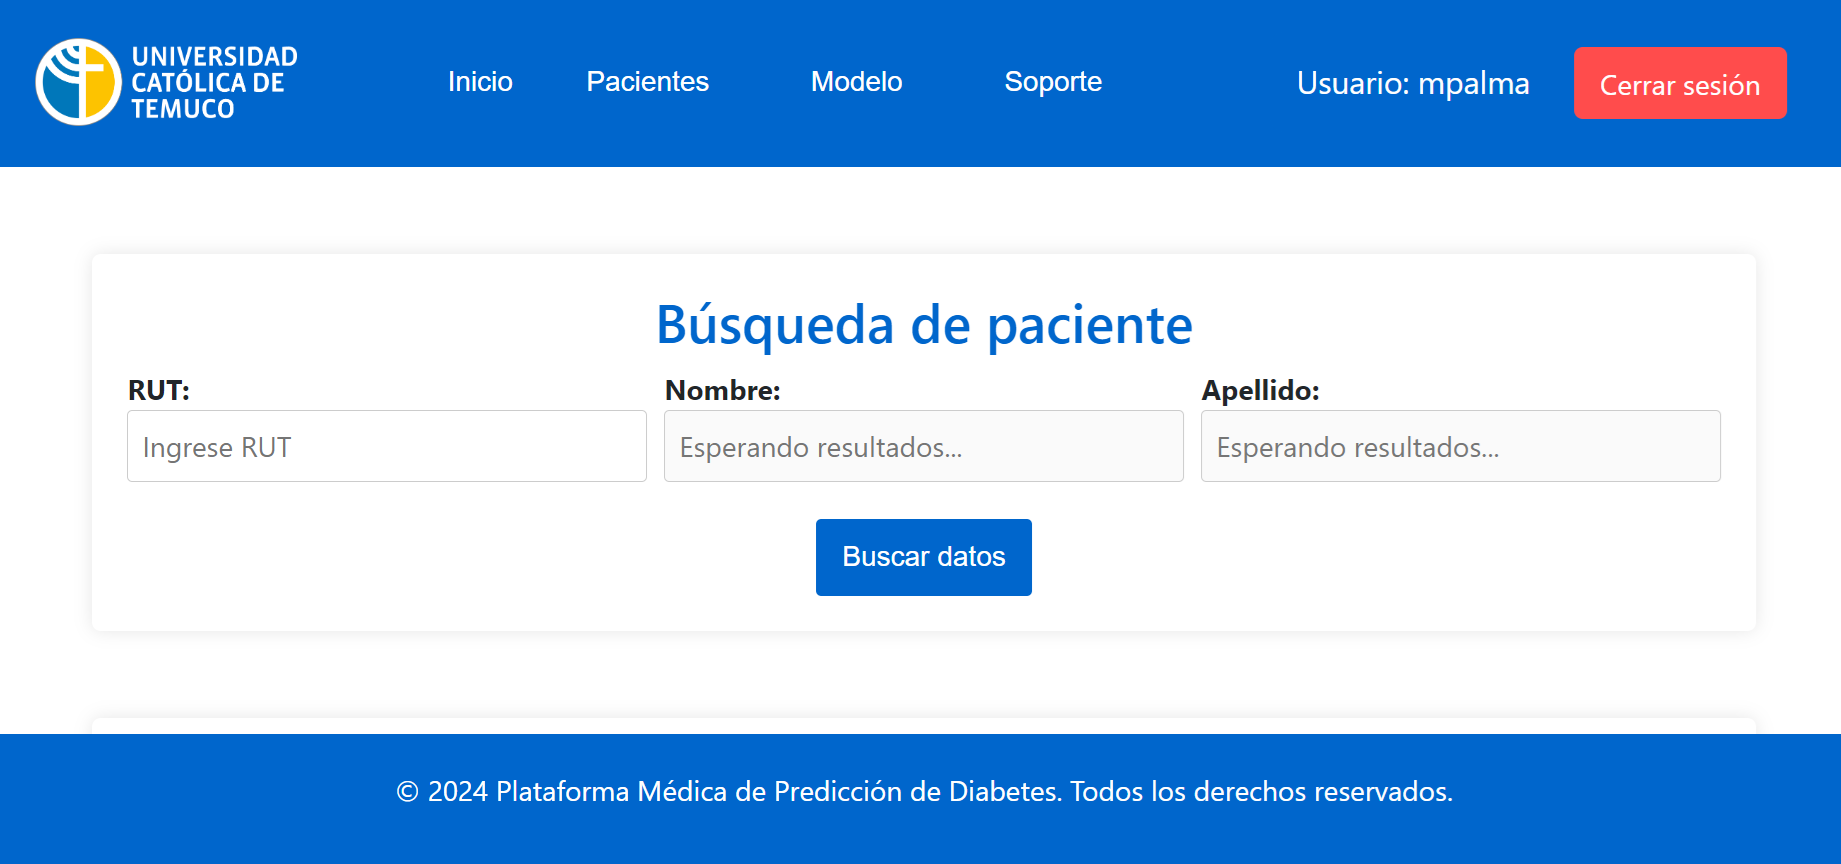 UNIVERSIDAD
CATÓLICA DE
TEMUCO
Inicio Pacientes Modelo Soporte Usuario: mpalma Cerrar sesión
Búsqueda de paciente
RUT: Nombre: Apellido:
Ingrese RUT Esperando resultados... Esperando resultados...
Buscar datos
© 2024 Plataforma Médica de Predicción de Diabetes. Todos los derechos reservados.